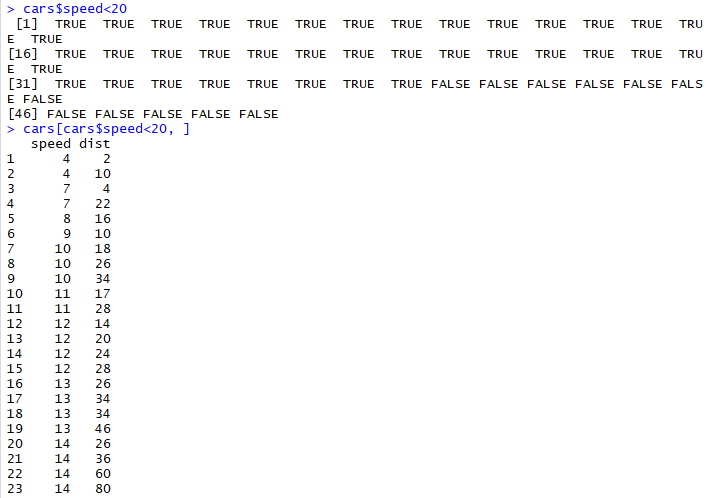 > cars$speed<20
 [1]  TRUE  TRUE  TRUE  TRUE  TRUE  TRUE  TRUE  TRUE  TRUE  TRUE  TRUE  TRUE  TRUE  TRU
E  TRUE
[16]  TRUE  TRUE  TRUE  TRUE  TRUE  TRUE  TRUE  TRUE  TRUE  TRUE  TRUE  TRUE  TRUE  TRU
E  TRUE
[31]  TRUE  TRUE  TRUE  TRUE  TRUE  TRUE  TRUE  TRUE FALSE FALSE FALSE FALSE FALSE FALS
E FALSE
[46] FALSE FALSE FALSE FALSE FALSE
> cars[cars$speed<20, ]
   speed dist
1      4    2
2      4   10
3      7    4
4      7   22
5      8   16
6      9   10
7     10   18
8     10   26
9     10   34
10    11   17
11    11   28
12    12   14
13    12   20
14    12   24
15    12   28
16    13   26
17    13   34
18    13   34
19    13   46
20    14   26
21    14   36
22    14   60
23    14   80